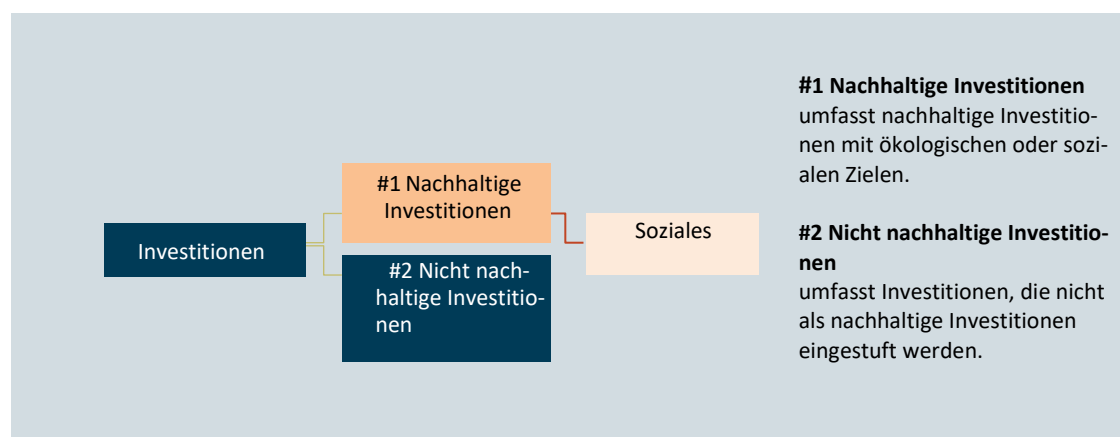 Investitionen
#1 Nachhaltige
Investitionen
#2 Nicht nach-
haltige Investitio-
nen
Soziales
#1 Nachhaltige Investitionen
umfasst nachhaltige Investitio-
nen mit ökologischen oder sozi-
alen Zielen.
#2 Nicht nachhaltige Investitio-
nen
umfasst Investitionen, die nicht
als nachhaltige Investitionen
eingestuft werden.